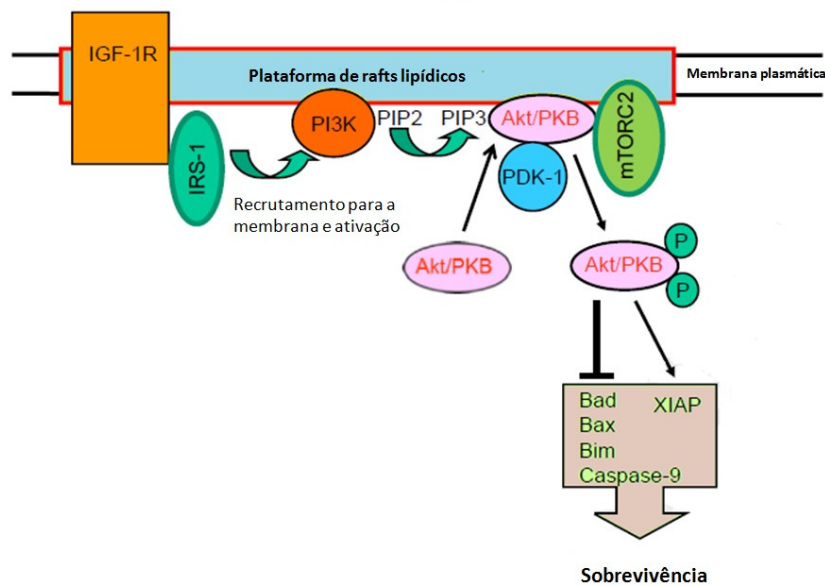 IGF-1R
Plataforma de rafts lipídicos
Membrana plasmática
IRS-1
PI3K
PIP2
PIP3
Akt/PKB
mTORC2
PDK-1
Recrutamento para a
membrana e ativação
Akt/PKB
Akt/PKB
P
P
Bad
XIAP
Bax
Bim
Caspase-9
Sobrevivência